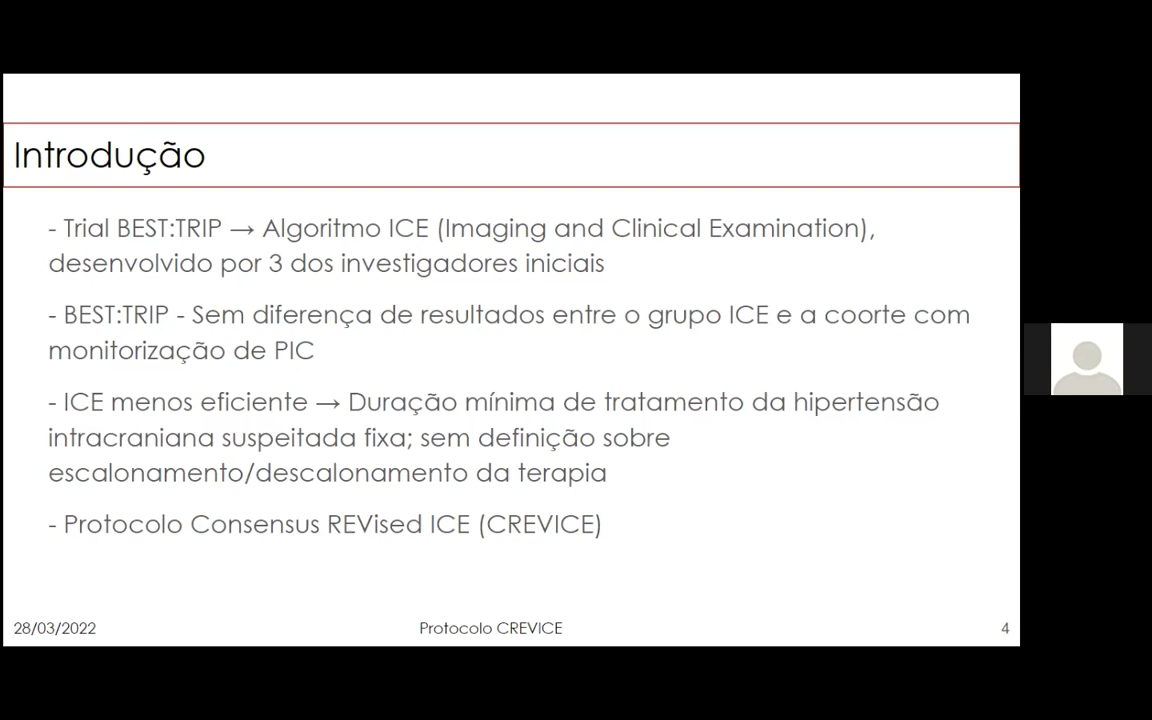 Introdução
- Trial BEST:TRIP → Algoritmo ICE (Imaging and Clinical Examination),
desenvolvido por 3 dos investigadores iniciais
- BEST:TRIP - Sem diferença de resultados entre o grupo ICE e a coorte com
monitorização de PIC
- ICE menos eficiente → Duração mínima de tratamento da hipertensão
intracraniana suspeitada fixa; sem definição sobre
escalonamento/descalonamento da terapia
- Protocolo Consensus REVised ICE (CREVICE)
28/03/2022
Protocolo CREVICE
4